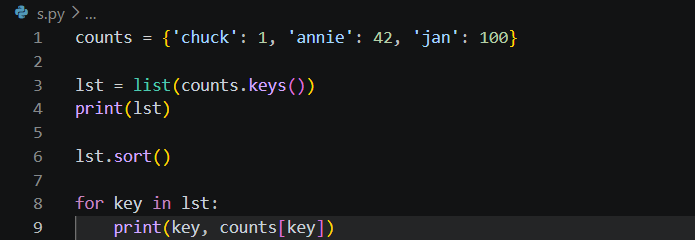 s.py > ...
1 counts = {'chuck': 1, 'annie': 42, 'jan': 100}
2
3 lst = list(counts.keys())
4 print(lst)
5
6 lst.sort()
7
8 for key in lst:
9     print(key, counts[key])